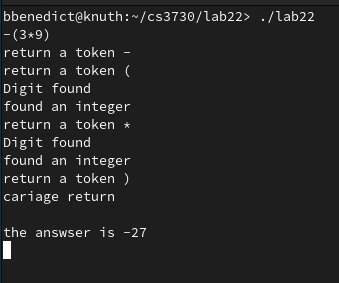 bbenedict@knuth:~/cs3730/lab22> ./lab22
-(3*9)
return a token -
return a token (
Digit found
found an integer
return a token *
Digit found
found an integer
return a token )
cariage return
the answser is -27